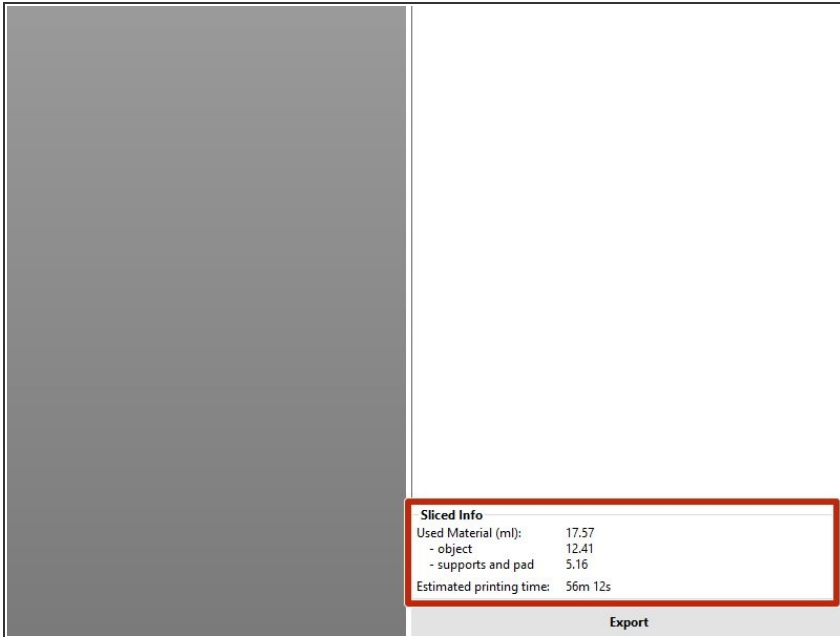 Sliced Info
Used Material (ml): 17.57
- object 12.41
- supports and pad 5.16
Estimated printing time: 56m 12s
Export